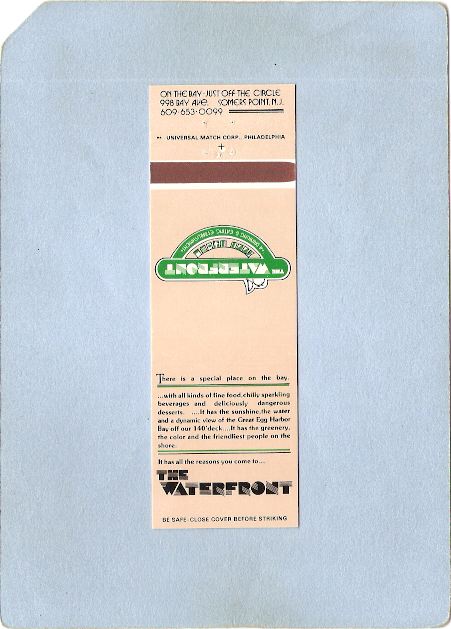 ON THE BAY-JUST OFF THE CIRCLE
998 BAY AVE. SOMERS POINT, N.J.
609-653-0099
UNIVERSAL MATCH CORP., PHILADELPHIA
THE WATERFRONT
"A DRINKING & EATING ESTABLISHMENT"
There is a special place on the bay,
...with all kinds of fine food,chilly sparkling
beverages and deliciously dangerous
desserts. ....It has the sunshine,the water
and a dynamic view of the Great Egg Harbor
Bay off our 140'deck....It has the greenery,
the color and the friendliest people on the
shore.
It has all the reasons you come to....
THE
WATERFRONT
BE SAFE-CLOSE COVER BEFORE STRIKING